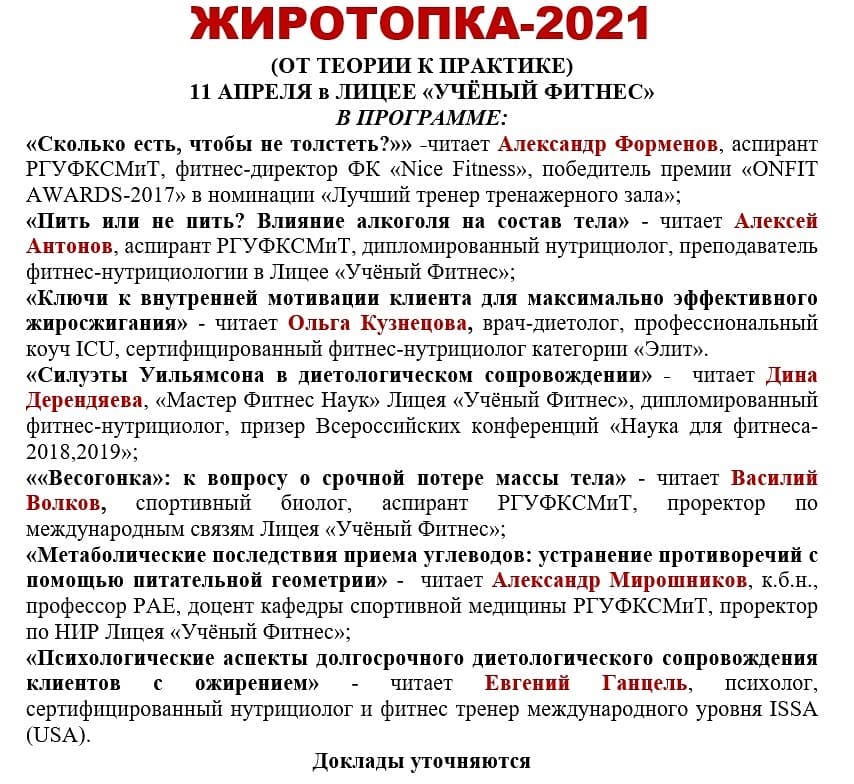 ЖИРОТОПКА-2021
(ОТ ТЕОРИИ К ПРАКТИКЕ)
11 АПРЕЛЯ в ЛИЦЕЕ «УЧЁНЫЙ ФИТНЕС»
В ПРОГРАММЕ:
«Сколько есть, чтобы не толстеть?»» -читает Александр Форменов, аспирант
РГУФКСМиТ, фитнес-директор ФК «Nice Fitness», победитель премии «ONFIT
AWARDS-2017» в номинации «Лучший тренер тренажерного зала»;
«Пить или не пить? Влияние алкоголя на состав тела» - читает Алексей
Антонов, аспирант РГУФКСМиТ, дипломированный нутрициолог, преподаватель
фитнес-нутрициологии в Лицее «Учёный Фитнес»;
«Ключи к внутренней мотивации клиента для максимально эффективного
жиросжигания» - читает Ольга Кузнецова, врач-диетолог, профессиональный
коуч ICU, сертифицированный фитнес-нутрициолог категории «Элит».
«Силуэты Уильямсона в диетологическом сопровождении» - читает Дина
Дерендяева, «Мастер Фитнес Наук» Лицея «Учёный Фитнес», дипломированный
фитнес-нутрициолог, призер Всероссийских конференций «Наука для фитнеса-
2018,2019»;
««Весогонка»: к вопросу о срочной потере массы тела» - читает Василий
Волков, спортивный биолог, аспирант РГУФКСМиТ, проректор по
международным связям Лицея «Учёный Фитнес»;
«Метаболические последствия приема углеводов: устранение противоречий с
помощью питательной геометрии» - читает Александр Мирошников, к.б.н.,
профессор РАЕ, доцент кафедры спортивной медицины РГУФКСМиТ, проректор
по НИР Лицея «Учёный Фитнес»;
«Психологические аспекты долгосрочного диетологического сопровождения
клиентов с ожирением» - читает Евгений Ганцель, психолог,
сертифицированный нутрициолог и фитнес тренер международного уровня ISSA
(USA).
Доклады уточняются